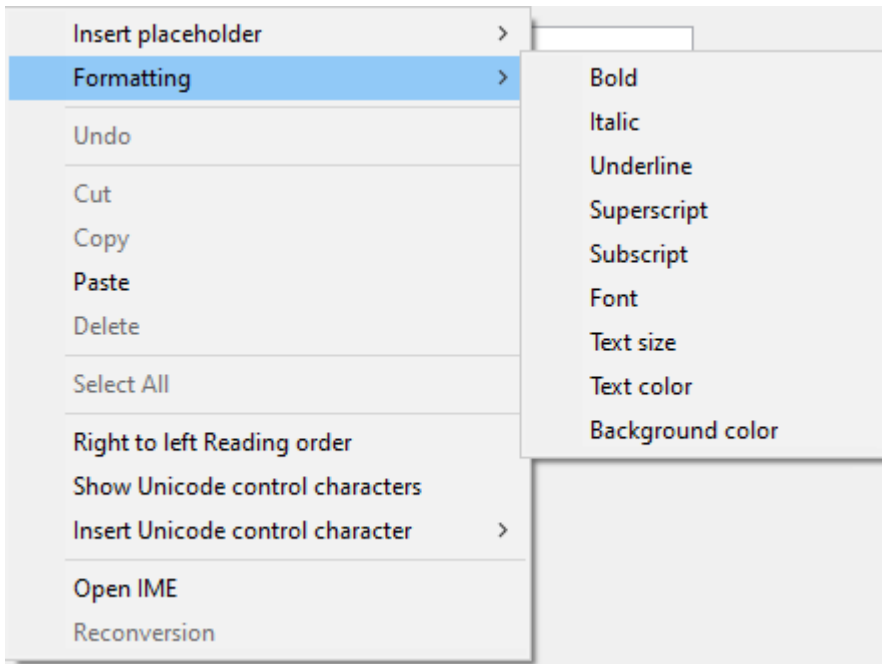 Insert placeholder
Formatting
Undo
Cut
Copy
Paste
Delete
Select All
Right to left Reading order
Show Unicode control characters
Insert Unicode control character
Open IME
Reconversion
Bold
Italic
Underline
Superscript
Subscript
Font
Text size
Text color
Background color